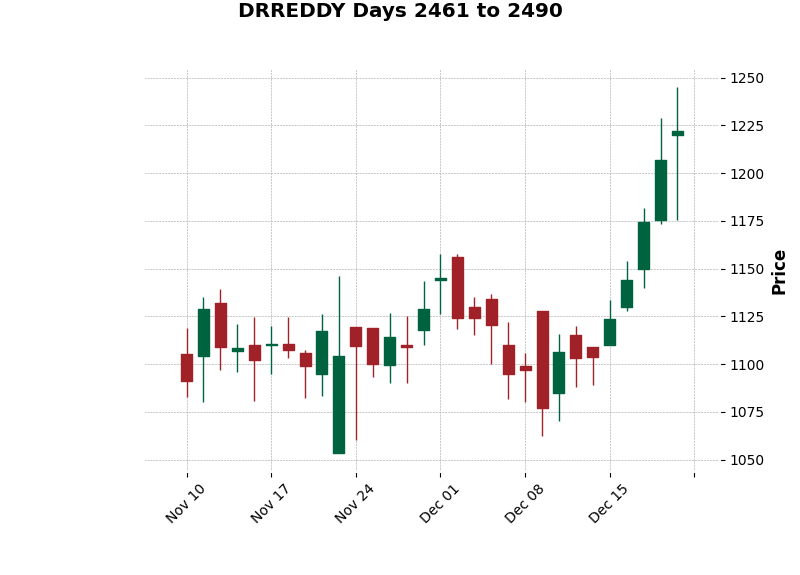 DRREDDY Days 2461 to 2490
1250
1225
1200
1175
1150
1125
1100
1075
1050
Price
Nov 10
Nov 17
Nov 24
Dec 01
Dec 08
Dec 15